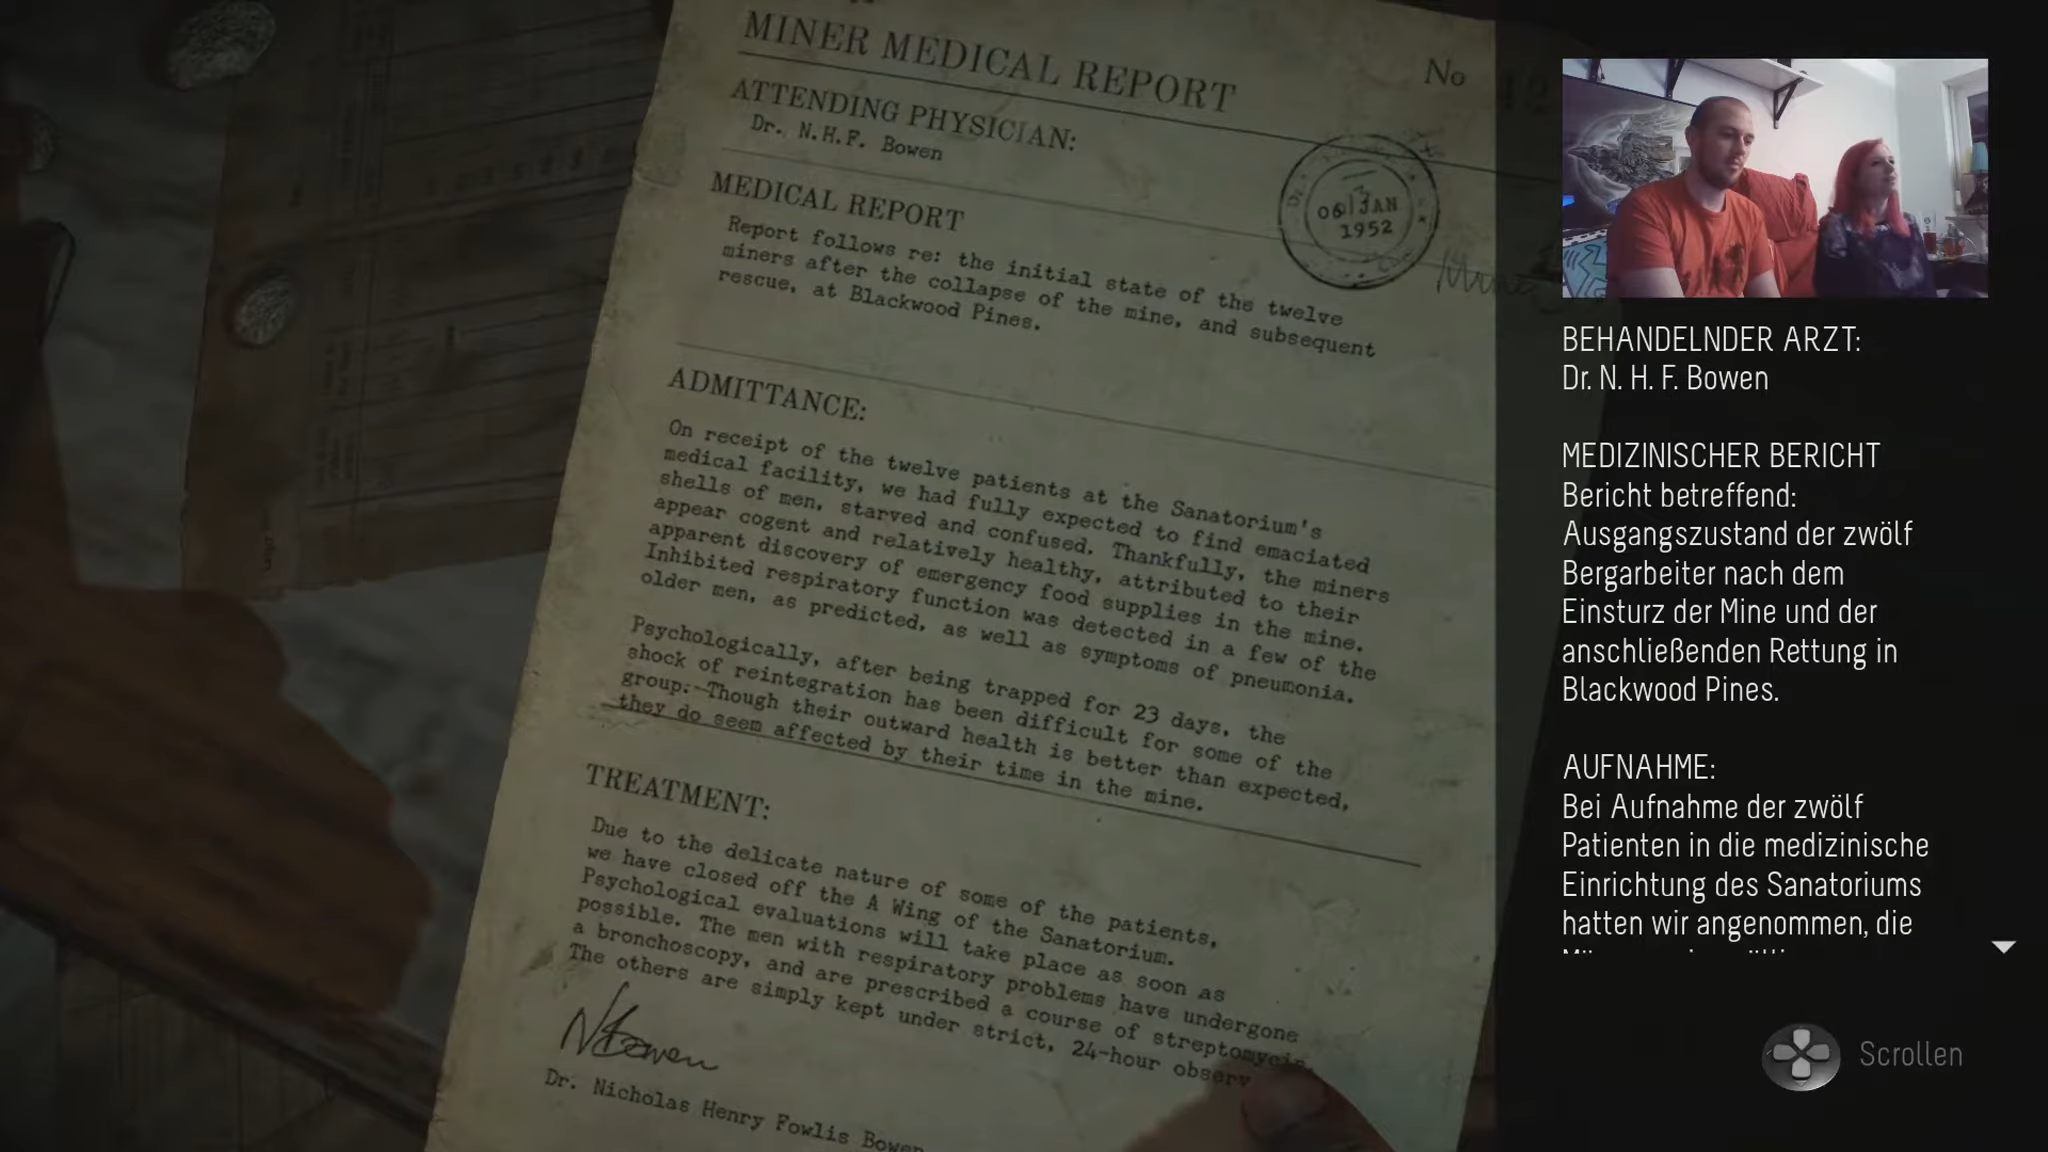 MINER MEDICAL REPORT
No
ATTENDING PHYSICIAN:
Dr. N.H.F. Bowen
06 JAN
1952
MEDICAL REPORT
Report follows re: the initial state of the twelve
miners after the collapse of the mine, and subsequent
rescue, at Blackwood Pines.
ADMITTANCE:
On receipt of the twelve patients at the Sanatorium's
medical facility, we had fully expected to find emaciated
shells of men, starved and confused. Thankfully, the miners
appear cogent and relatively healthy, attributed to their
apparent discovery of emergency food supplies in the mine.
Inhibited respiratory function was detected in a few of the
older men, as predicted, as well as symptoms of pneumonia.
Psychologically, after being trapped for 23 days, the
shock of reintegration has been difficult for some of the
group. Though their outward health is better than expected,
they do seem affected by their time in the mine.
TREATMENT:
Due to the delicate nature of some of the patients,
we have closed off the A Wing of the Sanatorium.
Psychological evaluations will take place as soon as
possible. The men with respiratory problems have undergone
a bronchoscopy, and are prescribed a course of streptomycin.
The others are simply kept under strict, 24-hour observ
NBowen
Dr. Nicholas Henry Fowlis Bowen
BEHANDELNDER ARZT:
Dr. N. H. F. Bowen
MEDIZINISCHER BERICHT
Bericht betreffend:
Ausgangszustand der zwölf
Bergarbeiter nach dem
Einsturz der Mine und der
anschließenden Rettung in
Blackwood Pines.
AUFNAHME:
Bei Aufnahme der zwölf
Patienten in die medizinische
Einrichtung des Sanatoriums
hatten wir angenommen, die
Scrollen